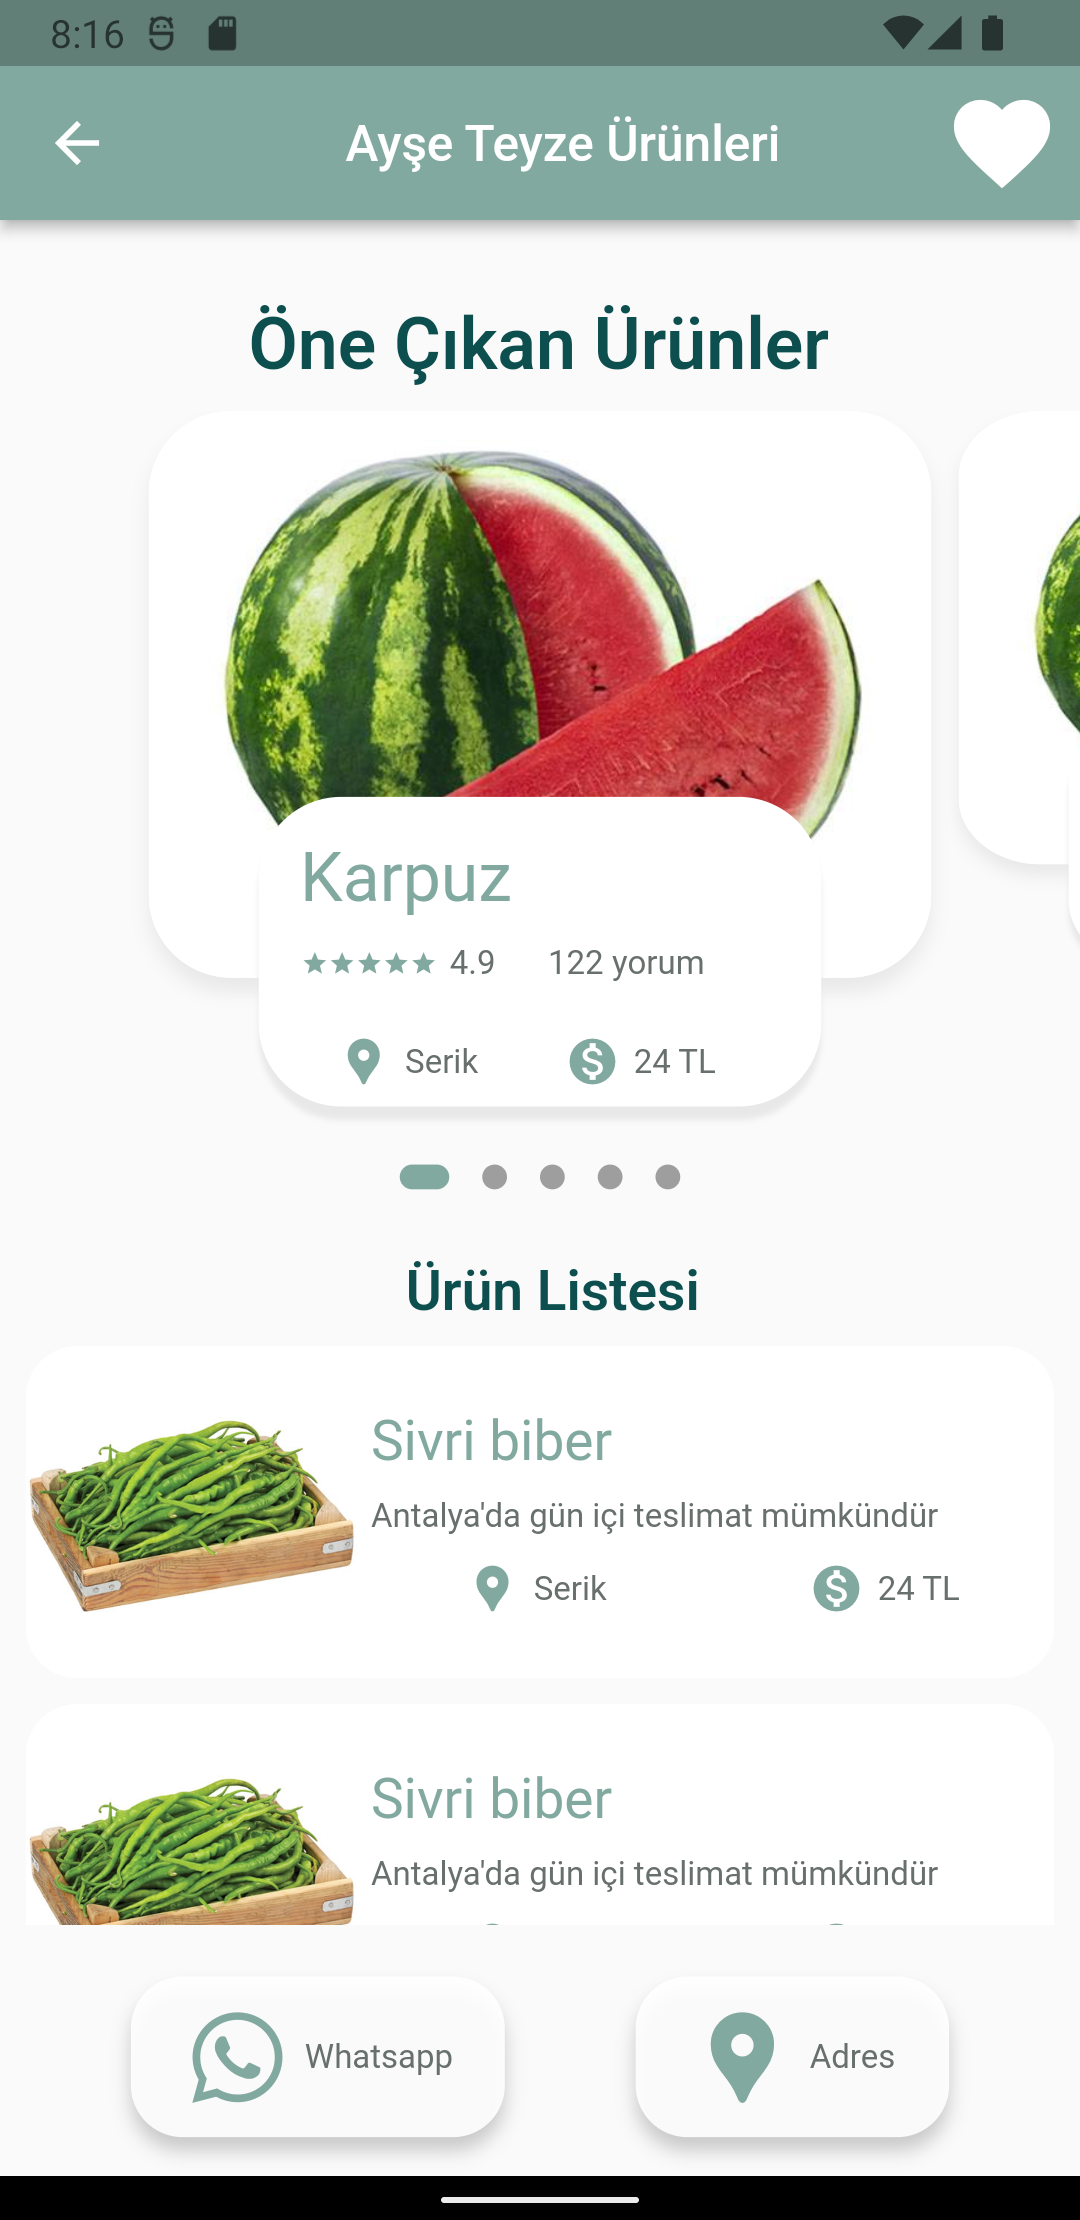 8:16
Ayşe Teyze Ürünleri
Öne Çıkan Ürünler
Karpuz
4.9 122 yorum
Serik 24 TL
Ürün Listesi
Sivri biber
Antalya'da gün içi teslimat mümkündür
Serik 24 TL
Sivri biber
Antalya'da gün içi teslimat mümkündür
Whatsapp Adres